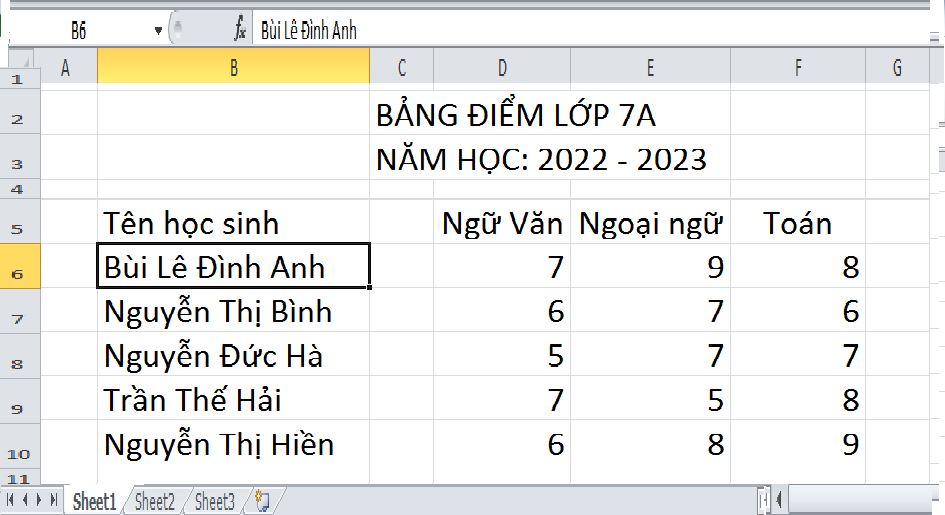 B6 fx Bùi Lê Đình Anh
A B C D E F G
1
2 BẢNG ĐIỂM LỚP 7A
3 NĂM HỌC: 2022 - 2023
4
5 Tên học sinh Ngữ Văn Ngoại ngữ Toán
6 Bùi Lê Đình Anh 7 9 8
7 Nguyễn Thị Bình 6 7 6
8 Nguyễn Đức Hà 5 7 7
9 Trần Thế Hải 7 5 8
10 Nguyễn Thị Hiền 6 8 9
11
Sheet1 Sheet2 Sheet3